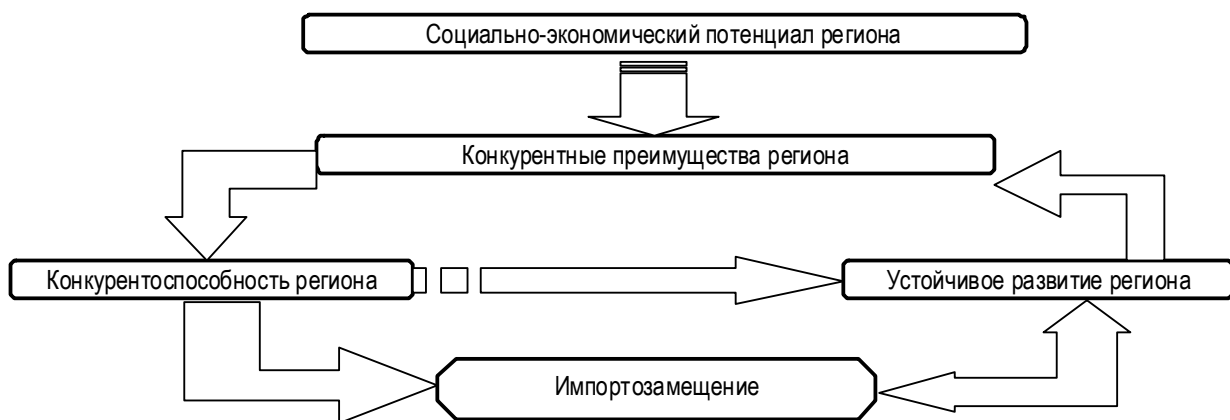 Социально-экономический потенциал региона
Конкурентные преимущества региона
Конкурентоспособность региона
Устойчивое развитие региона
Импортозамещение